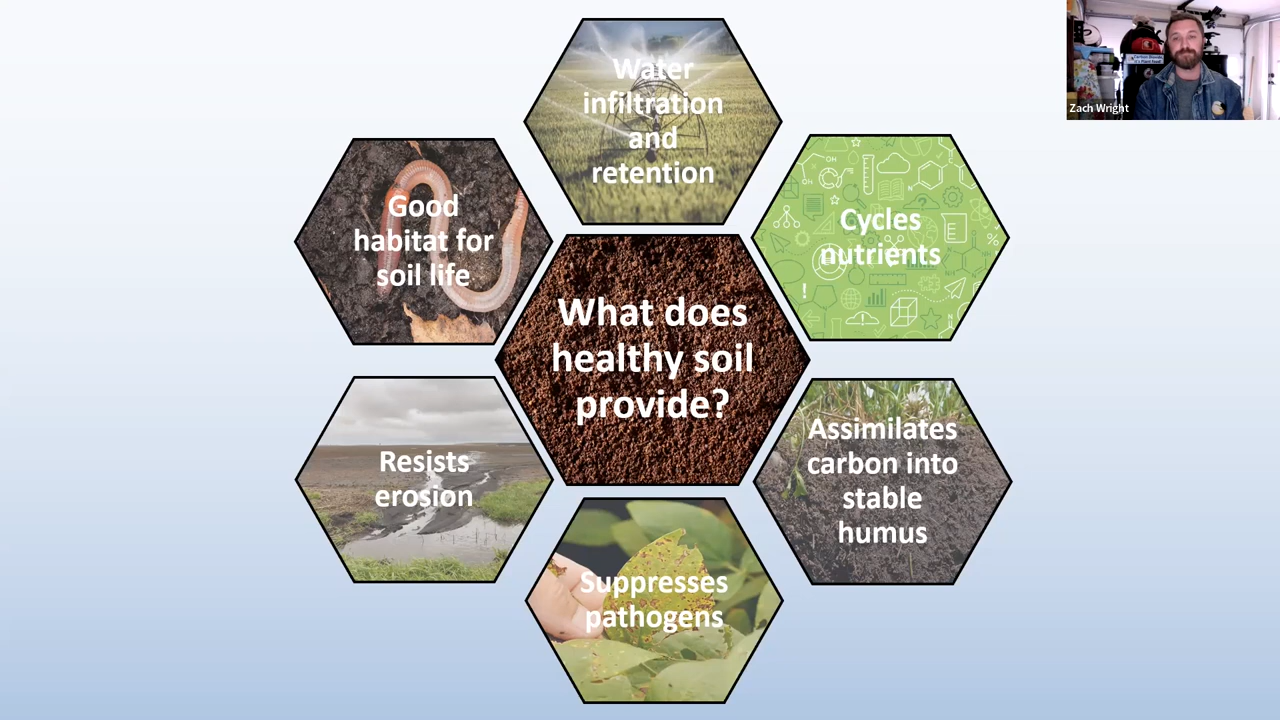 Water
infiltration
and
retention
Cycles
nutrients
Good
habitat for
soil life
What does
healthy soil
provide?
Assimilates
carbon into
stable
humus
Resists
erosion
Suppresses
pathogens
Zach Wright